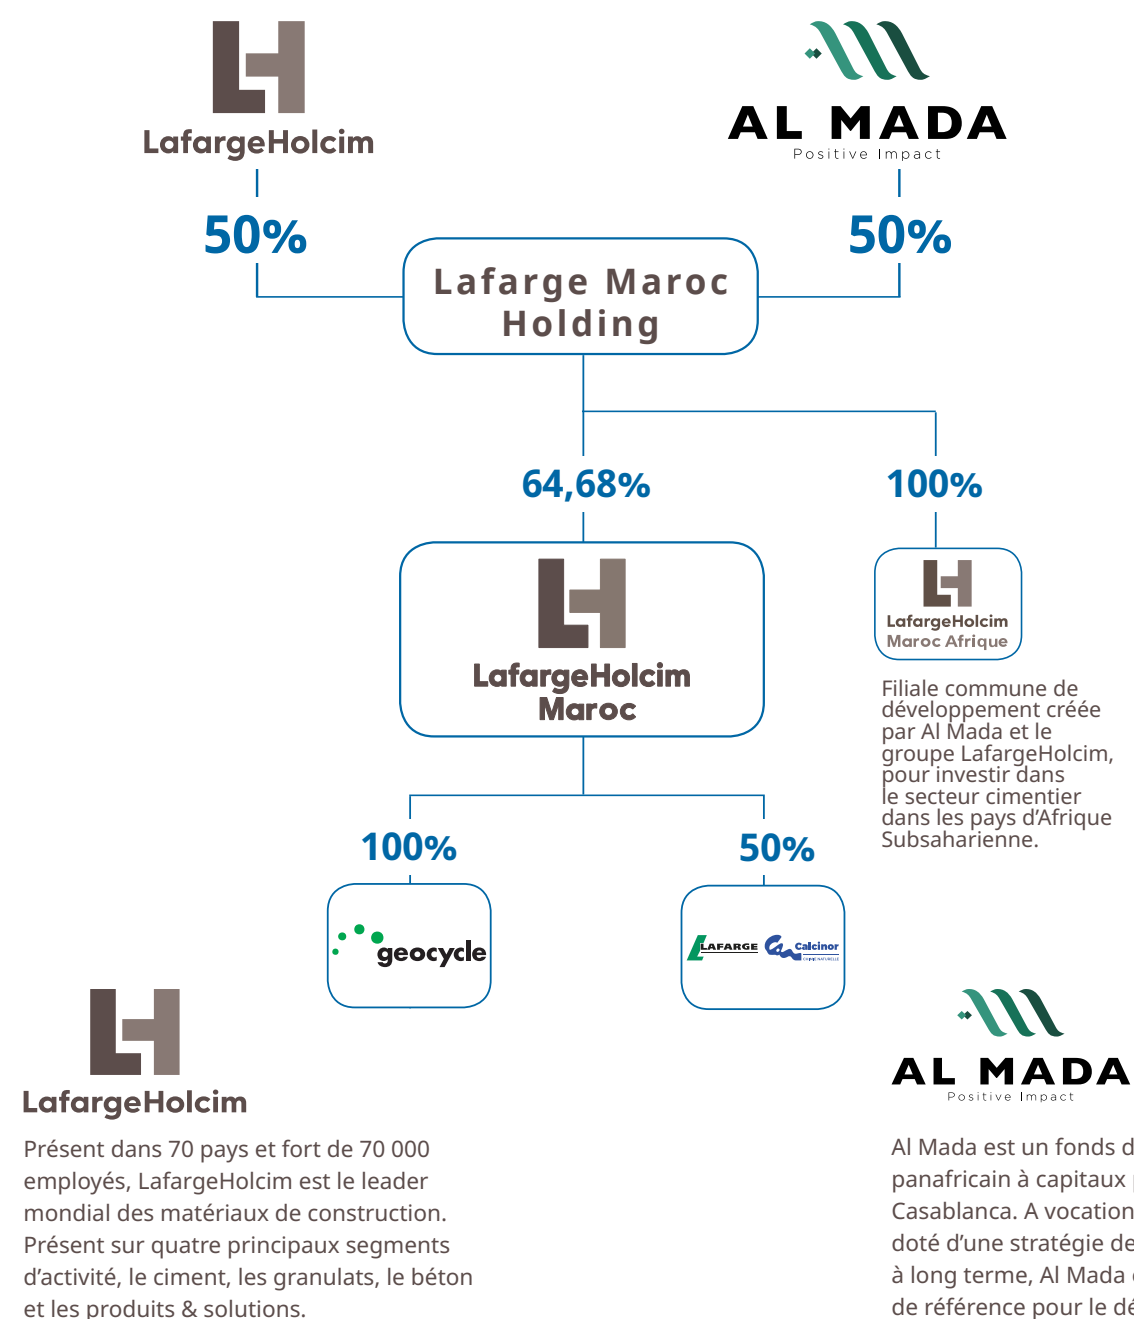 LafargeHolcim
AL MADA
Positive Impact
50%
50%
Lafarge Maroc
Holding
64,68%
100%
LafargeHolcim
Maroc
LafargeHolcim
Maroc Afrique
Filiale commune de
développement créée
par Al Mada et le
groupe LafargeHolcim,
pour investir dans
le secteur cimentier
dans les pays d’Afrique
Subsaharienne.
100%
50%
geocycle
LAFARGE
Calcinor
LafargeHolcim
Présent dans 70 pays et fort de 70 000
employés, LafargeHolcim est le leader
mondial des matériaux de construction.
Présent sur quatre principaux segments
d’activité, le ciment, les granulats, le béton
et les produits & solutions.
AL MADA
Positive Impact
Al Mada est un fonds d
panafricain à capitaux
Casablanca. A vocation
doté d’une stratégie de
à long terme, Al Mada
de référence pour le dé